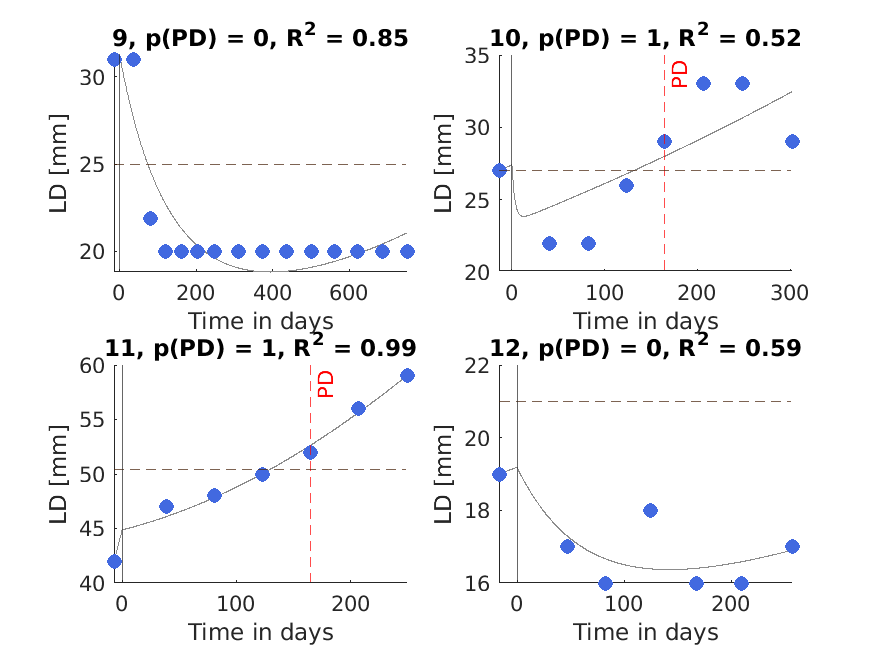 9, p(PD) = 0, R² = 0.85
30
25
20
LD [mm]
0 200 400 600
Time in days
10, p(PD) = 1, R² = 0.52
PD
35
30
25
20
LD [mm]
0 100 200 300
Time in days
11, p(PD) = 1, R² = 0.99
PD
60
55
50
45
40
LD [mm]
0 100 200
Time in days
12, p(PD) = 0, R² = 0.59
22
20
18
16
LD [mm]
0 100 200
Time in days